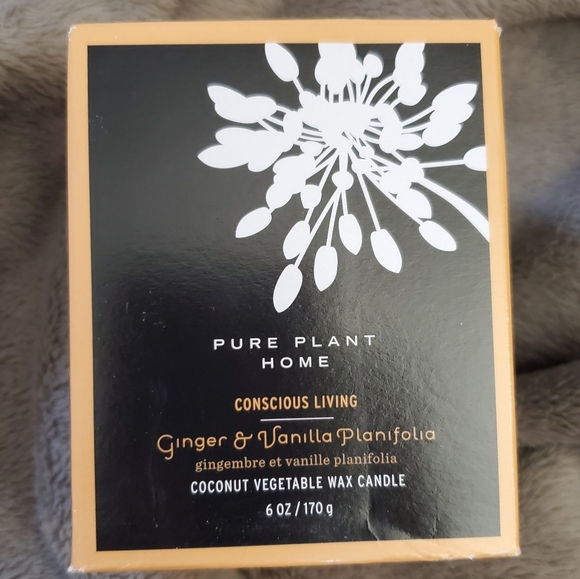 PURE PLANT
HOME
CONSCIOUS LIVING
Ginger & Vanilla Planifolia
gingembre et vanille planifolia
COCONUT VEGETABLE WAX CANDLE
6 OZ / 170 g